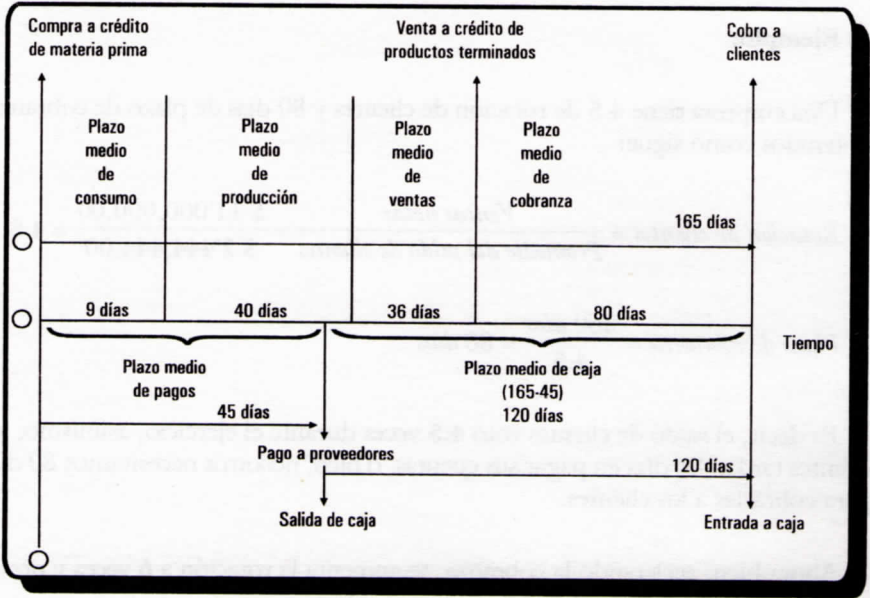 Compra a crédito
de materia prima
Venta a crédito de
productos terminados
Cobro a
clientes
Plazo
medio
de
consumo
Plazo
medio
de
producción
Plazo
medio
de
ventas
Plazo
medio
de
cobranza
165 días
9 días
40 días
36 días
80 días
Tiempo
Plazo medio
de pagos
45 días
Plazo medio de caja
(165-45)
120 días
Pago a proveedores
120 días
Salida de caja
Entrada a caja